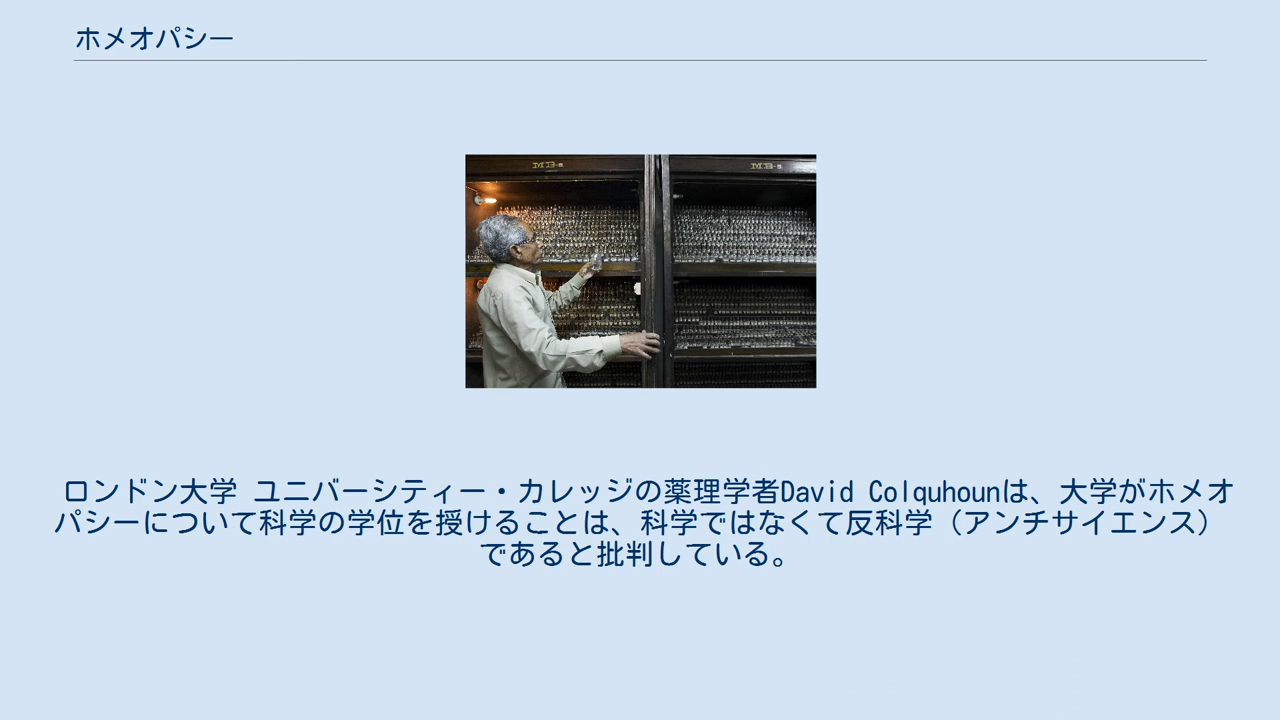 ホメオパシー
MB-
MB-
ロンドン大学 ユニバーシティー・カレッジの薬理学者David Colquhounは、大学がホメオ
パシーについて科学の学位を授けることは、科学ではなくて反科学（アンチサイエンス）
であると批判している。